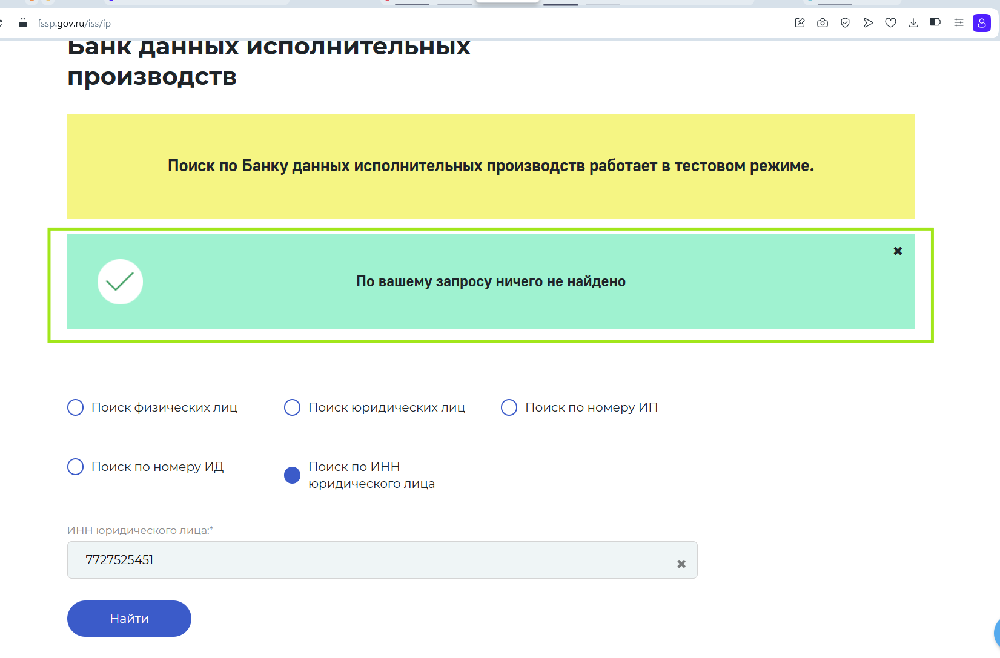 fssp.gov.ru/iss/ip
Банк данных исполнительных
производств
Поиск по Банку данных исполнительных производств работает в тестовом режиме.
По вашему запросу ничего не найдено
Поиск физических лиц
Поиск юридических лиц
Поиск по номеру ИП
Поиск по номеру ИД
Поиск по ИНН
юридического лица
ИНН юридического лица:*
7727525451
Найти